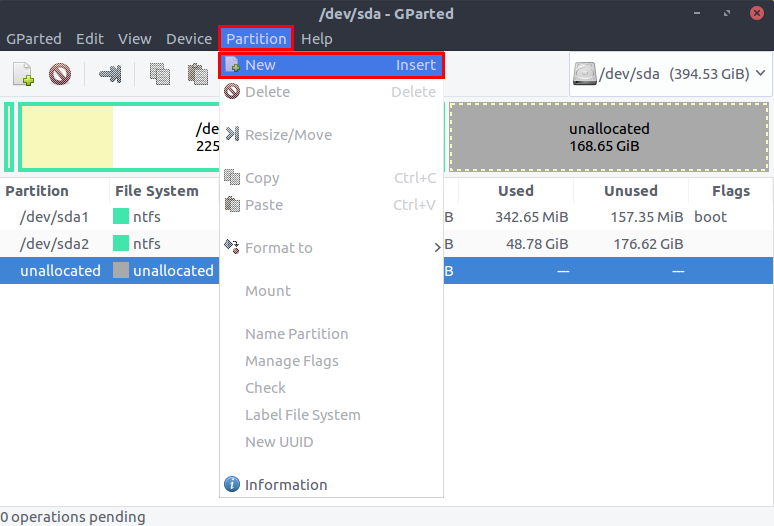 /dev/sda - GParted
GParted Edit View Device Partition Help
New Insert
/dev/sda (394.53 GiB)
Delete Delete
Resize/Move
Copy Ctrl+C
Paste Ctrl+V
Format to
Mount
Name Partition
Manage Flags
Check
Label File System
New UUID
Information
/de
225
unallocated
168.65 GiB
Partition File System Used Unused Flags
/dev/sda1 ntfs B 342.65 MiB 157.35 MiB boot
/dev/sda2 ntfs B 48.78 GiB 176.62 GiB
unallocated unallocated B --- ---
0 operations pending